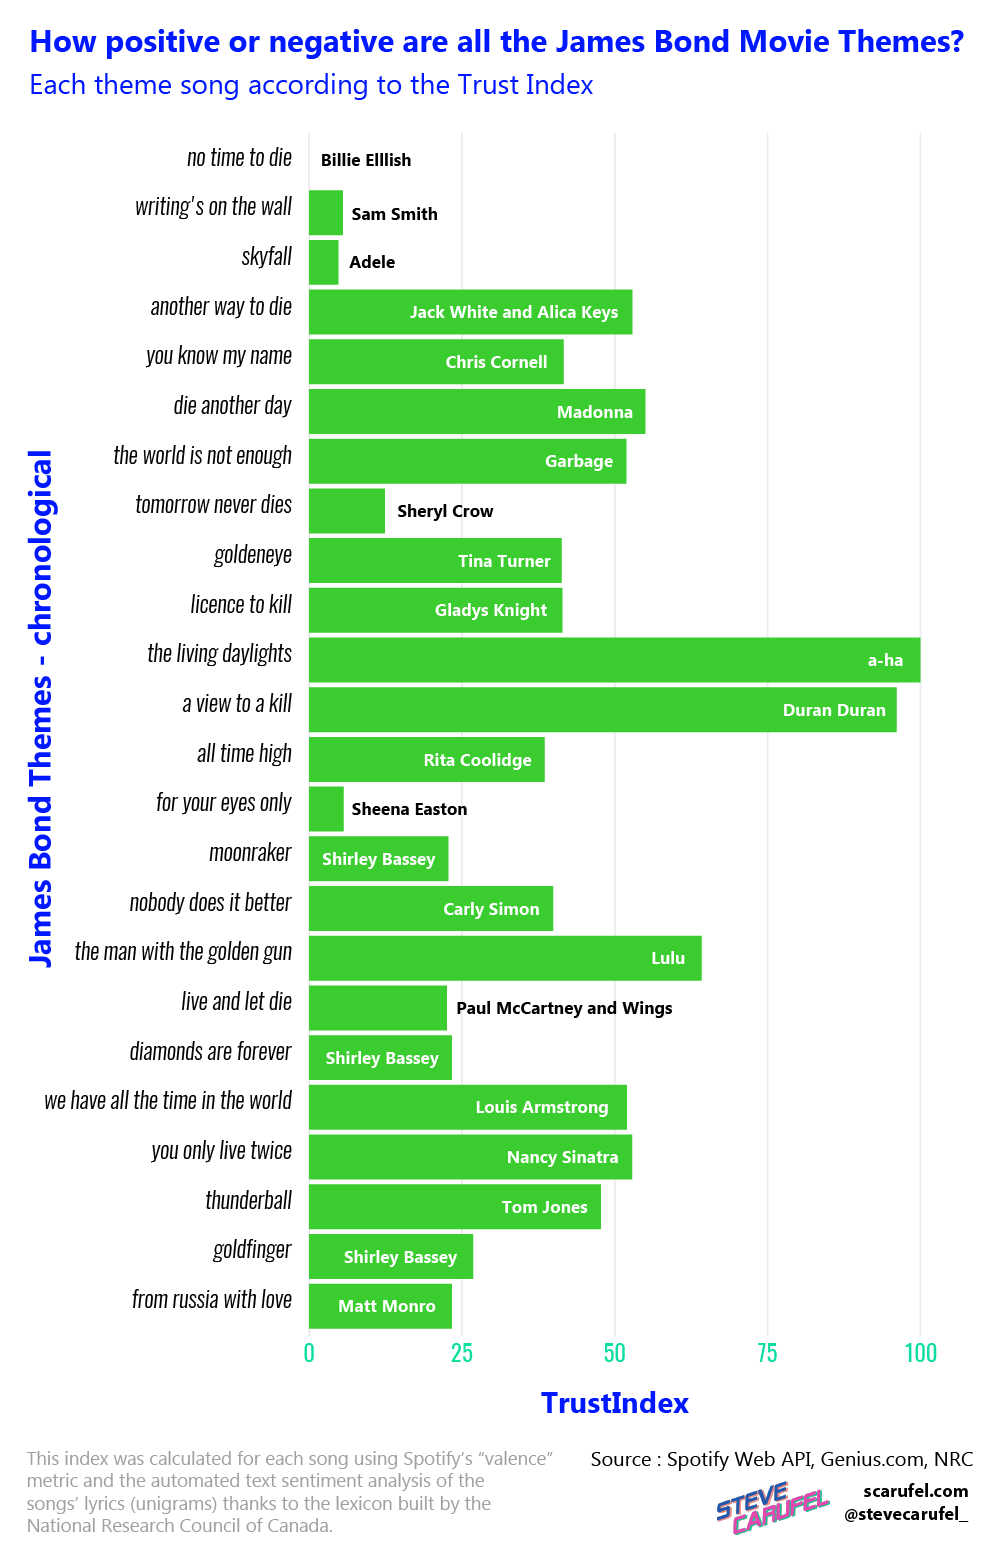 How positive or negative are all the James Bond Movie Themes?
Each theme song according to the Trust Index
James Bond Themes - chronological
no time to die Billie Elllish
writing's on the wall Sam Smith
skyfall Adele
another way to die Jack White and Alica Keys
you know my name Chris Cornell
die another day Madonna
the world is not enough Garbage
tomorrow never dies Sheryl Crow
goldeneye Tina Turner
licence to kill Gladys Knight
the living daylights a-ha
a view to a kill Duran Duran
all time high Rita Coolidge
for your eyes only Sheena Easton
moonraker Shirley Bassey
nobody does it better Carly Simon
the man with the golden gun Lulu
live and let die Paul McCartney and Wings
diamonds are forever Shirley Bassey
we have all the time in the world Louis Armstrong
you only live twice Nancy Sinatra
thunderball Tom Jones
goldfinger Shirley Bassey
from russia with love Matt Monro
0 25 50 75 100
TrustIndex
This index was calculated for each song using Spotify's “valence”
metric and the automated text sentiment analysis of the
songs' lyrics (unigrams) thanks to the lexicon built by the
National Research Council of Canada.
Source : Spotify Web API, Genius.com, NRC
STEVE
CARUFEL
scarufel.com
@stevecarufel_